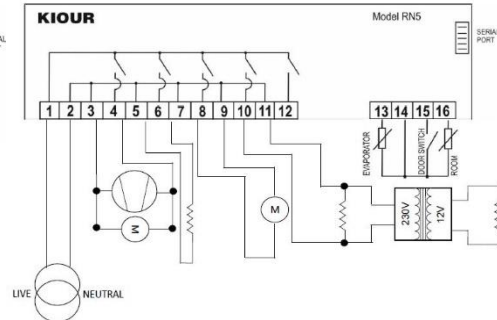 KIOUR
Model RN5
SERIAL
PORT
1 2 3 4 5 6 7 8 9 10 11 12
13 14 15 16
EVAPORATOR
DOOR SWITCH
ROOM
M
M
230V
12V
LIVE
NEUTRAL